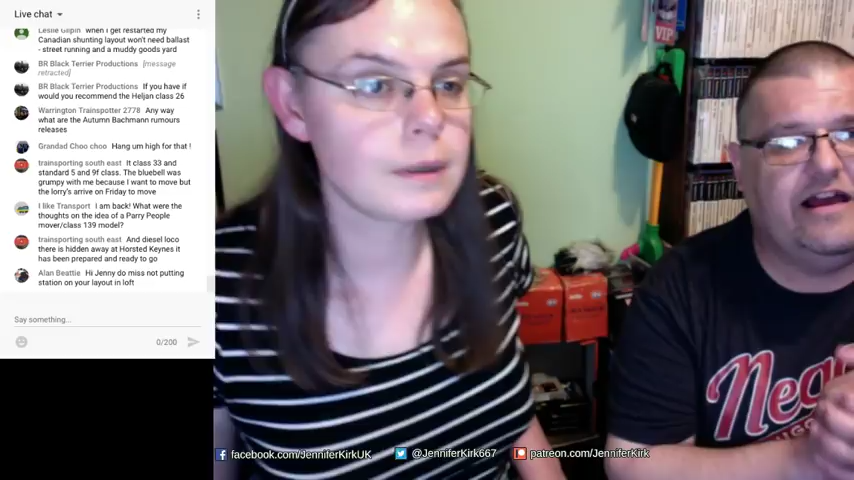 Live chat
Leslie Gilpin when I get restarted my
Canadian shunting layout won't need ballast
- street running and a muddy goods yard
BR Black Terrier Productions [message
retracted]
BR Black Terrier Productions If you have if
would you recommend the Heljan class 26
Warrington Trainspotter 2778 Any way
what are the Autumn Bachmann rumours
releases
Grandad Choo choo Hang um high for that !
trainsporting south east It class 33 and
standard 5 and 9f class. The bluebell was
grumpy with me because I want to move but
the lorry's arrive on Friday to move
I like Transport I am back! What were the
thoughts on the idea of a Parry People
mover/class 139 model?
trainsporting south east And diesel loco
there is hidden away at Horsted Keynes it
has been prepared and ready to go
Alan Beattie Hi Jenny do miss not putting
station on your layout in loft
Say something...
0/200
VIP
facebook.com/JenniferKirkUK
@JenniferKirk667
patreon.com/JenniferKirk